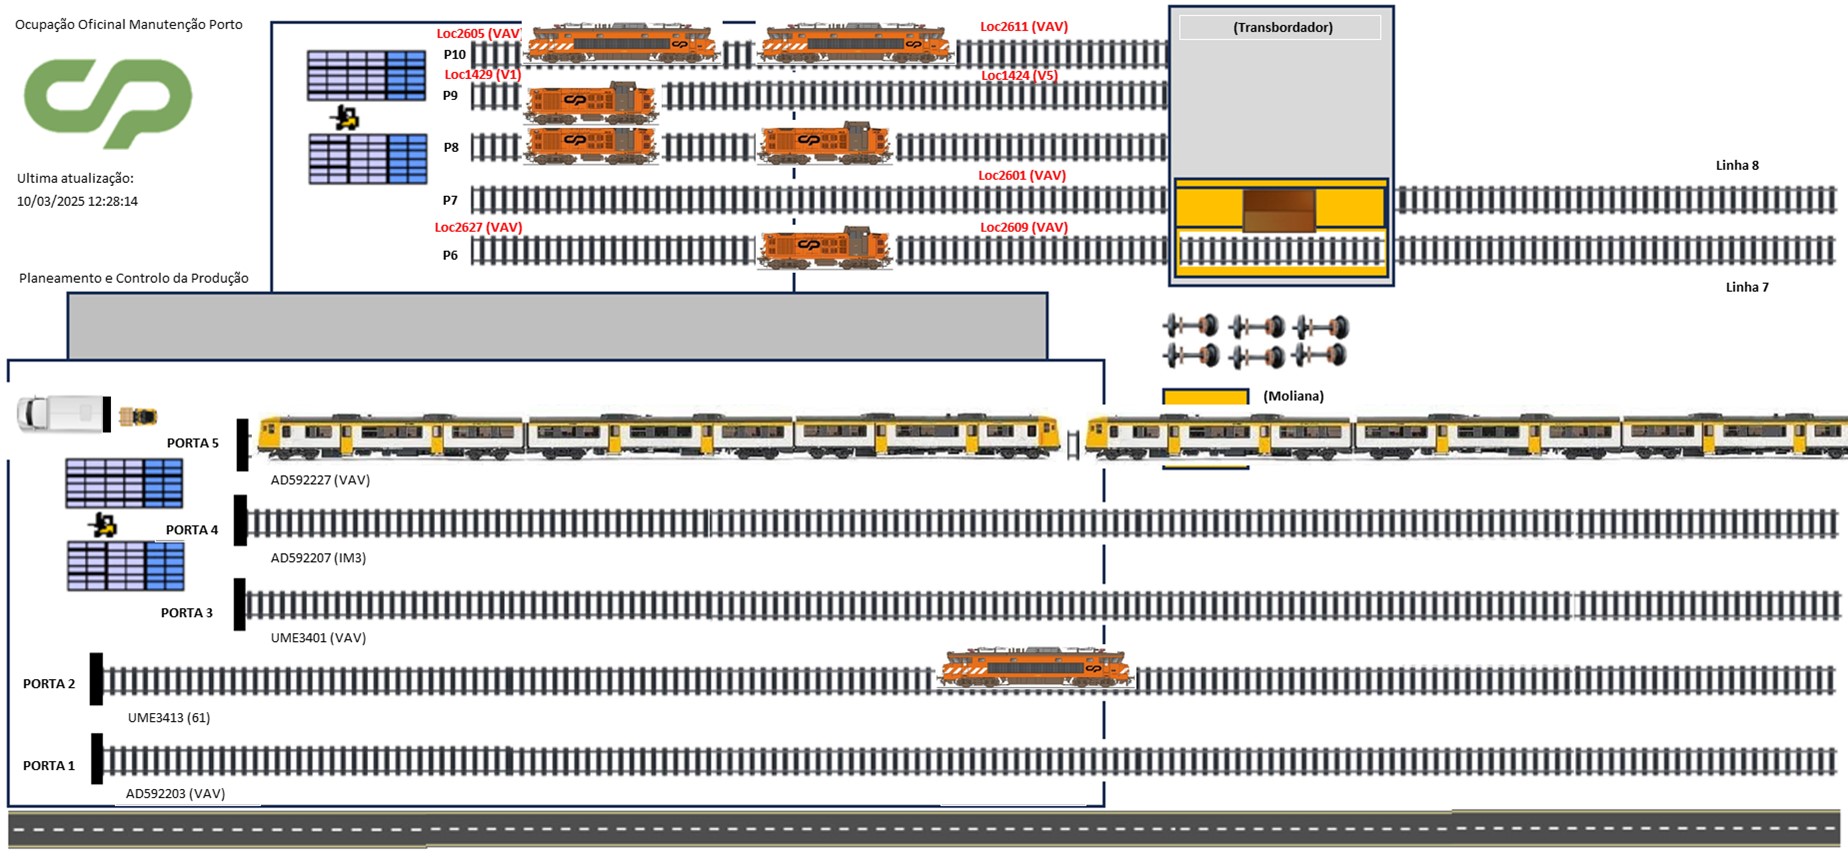 Ocupação Oficinal Manutenção Porto
CP
Ultima atualização:
10/03/2025 12:28:14
Planeamento e Controlo da Produção
Loc2605 (VAV)
Loc2611 (VAV)
P10
Loc1429 (V1)
Loc1424 (V5)
P9
P8
Loc2601 (VAV)
P7
Loc2627 (VAV)
Loc2609 (VAV)
P6
(Transbordador)
Linha 8
Linha 7
(Moliana)
PORTA 5
AD592227 (VAV)
PORTA 4
AD592207 (IM3)
PORTA 3
UME3401 (VAV)
PORTA 2
UME3413 (61)
PORTA 1
AD592203 (VAV)